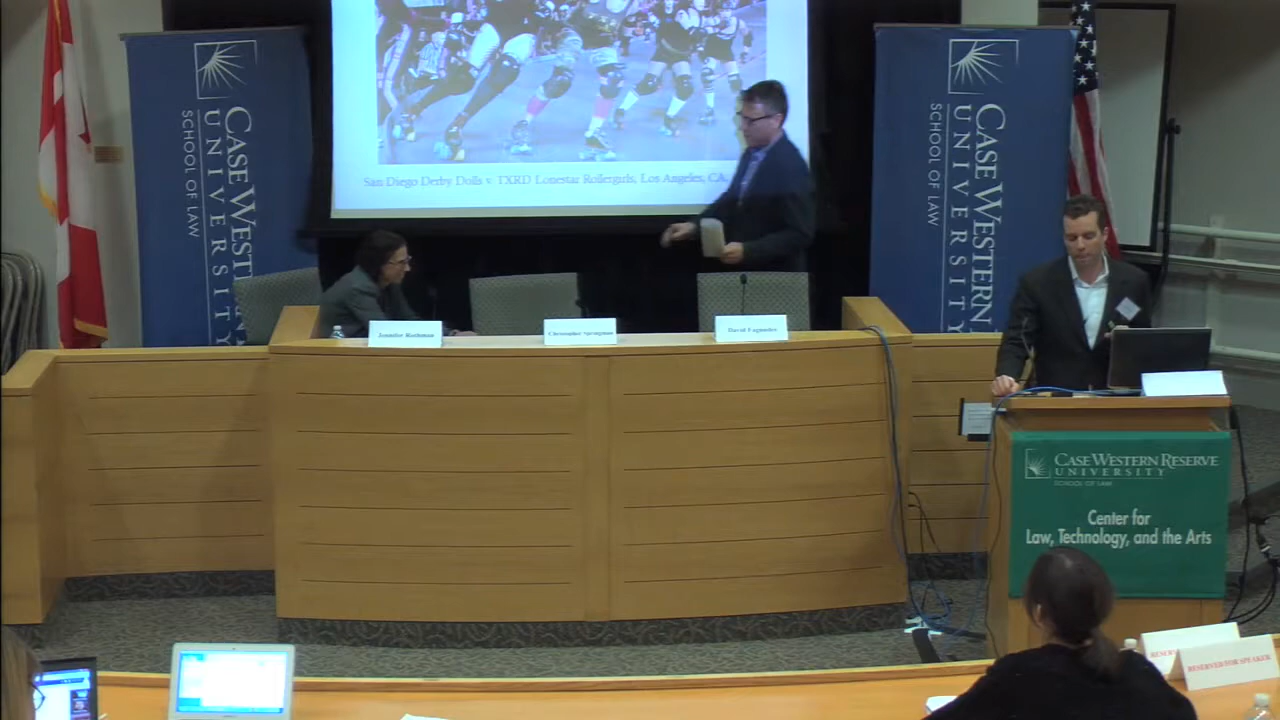 CASE WESTERN
UNIVERSITY
SCHOOL OF LAW
San Diego Derby Dolls v. TXRD Lonestar Rollergirls, Los Angeles, CA.
CASE WESTERN
UNIVERSITY
SCHOOL OF LAW
Jennifer Rothman
Christopher Sprigman
David Fagundes
CASE WESTERN RESERVE
UNIVERSITY
SCHOOL OF LAW
Center for
Law, Technology, and the Arts
RESERVED FOR SPEAKER